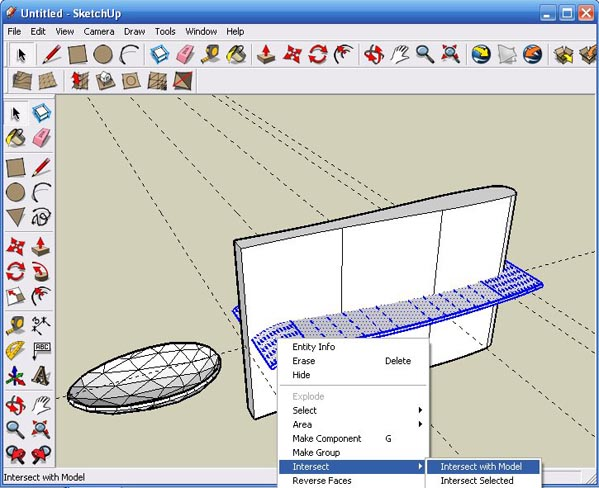 Untitled - SketchUp
File Edit View Camera Draw Tools Window Help
ABC
Entity Info
Erase Delete
Hide
Explode
Select
Area
Make Component G
Make Group
Intersect Intersect with Model
Reverse Faces Intersect Selected
Intersect with Model